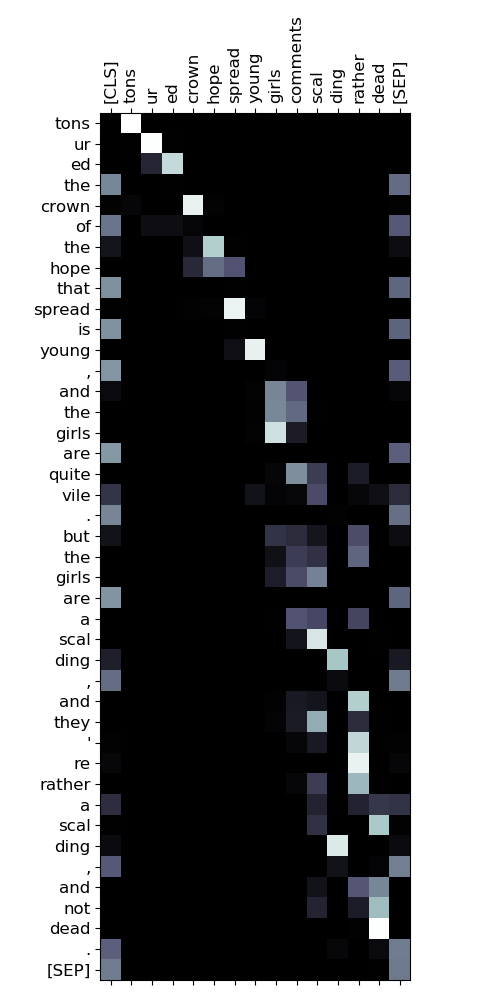 [CLS]
tons
ur
ed
crown
hope
spread
young
girls
comments
scal
ding
rather
dead
[SEP]
tons
ur
ed
the
crown
of
the
hope
that
spread
is
young
,
and
the
girls
are
quite
vile
.
but
the
girls
are
a
scal
ding
,
and
they
'
re
rather
a
scal
ding
,
and
not
dead
.
[SEP]